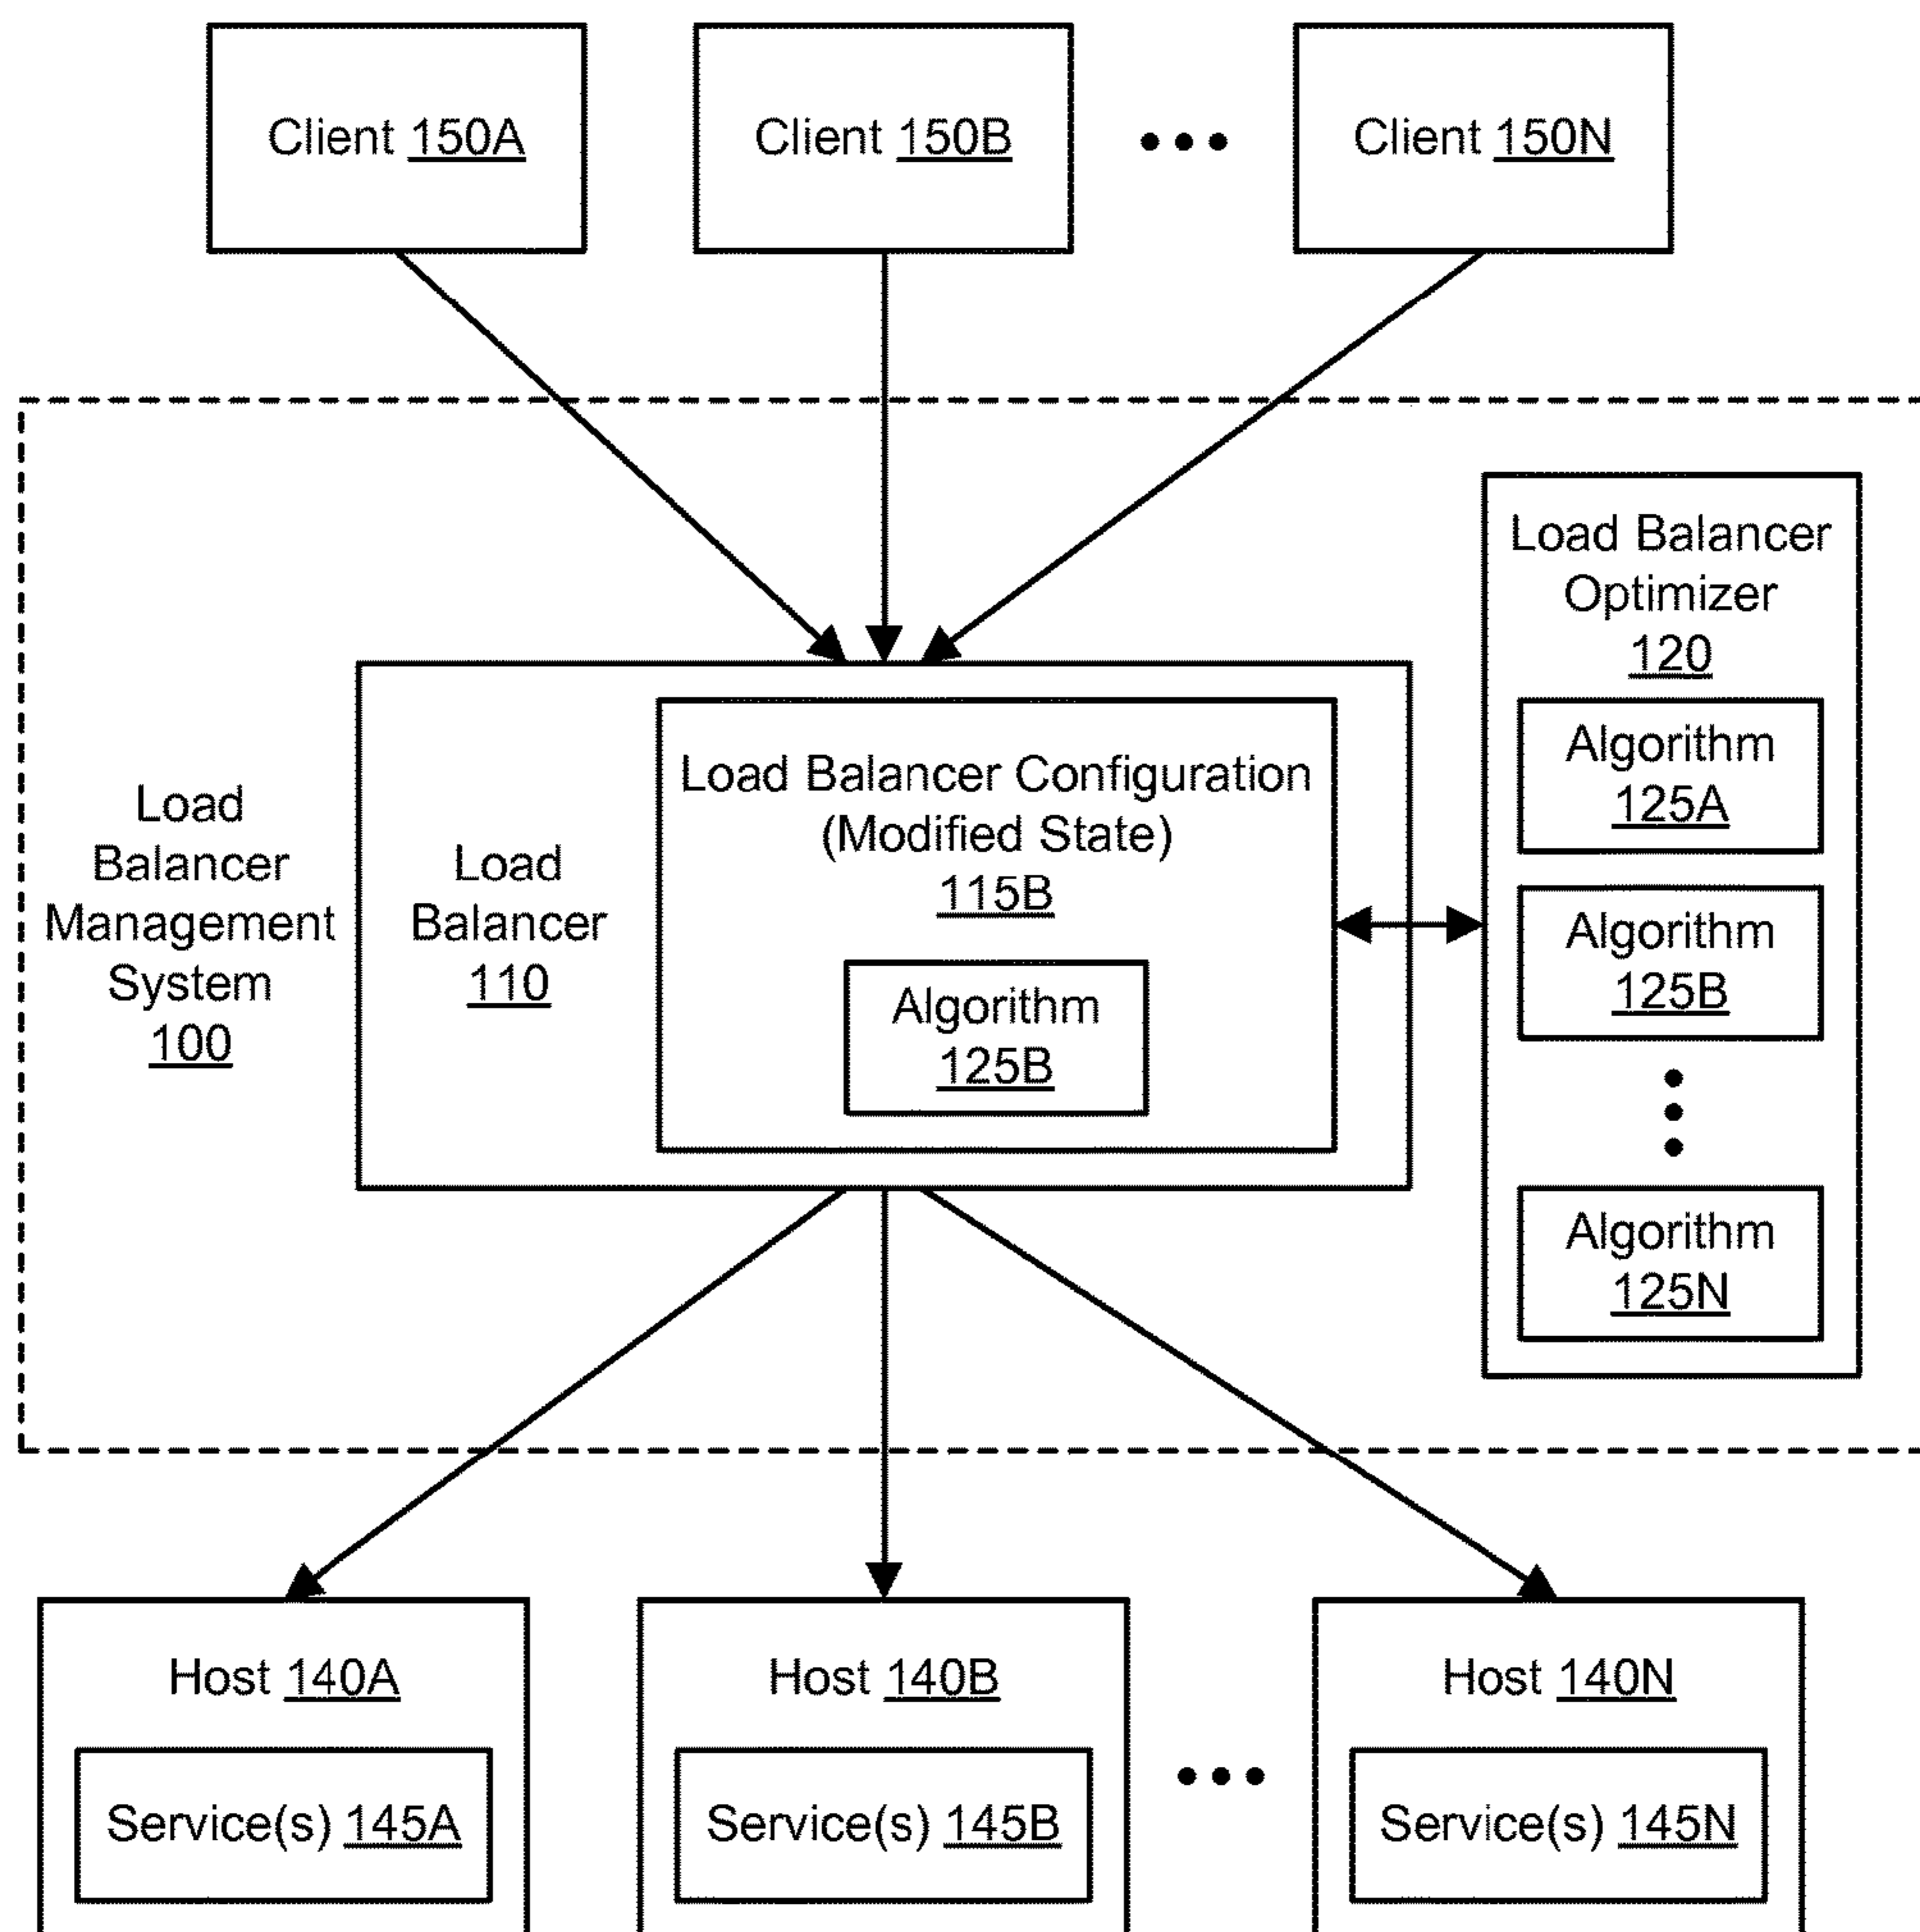 Client 150A
Client 150B
Client 150N
Load Balancer
Optimizer
120
Algorithm
125A
Algorithm
125B
Algorithm
125N
Load
Balancer
Management
System
100
Load
Balancer
110
Load Balancer Configuration
(Modified State)
115B
Algorithm
125B
Host 140A
Service(s) 145A
Host 140B
Service(s) 145B
Host 140N
Service(s) 145N